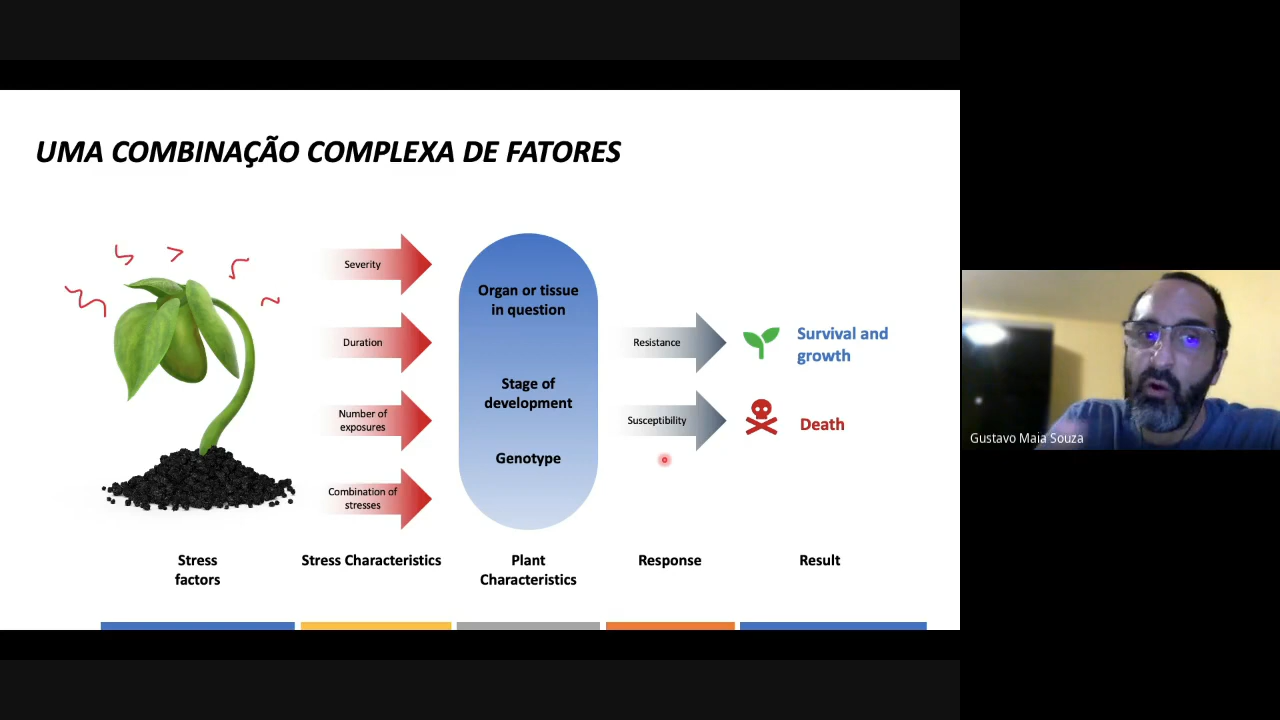 UMA COMBINAÇÃO COMPLEXA DE FATORES
Severity
Duration
Number of
exposures
Combination of
stresses
Organ or tissue
in question
Stage of
development
Genotype
Resistance
Susceptibility
Survival and
growth
Death
Stress
factors
Stress Characteristics
Plant
Characteristics
Response
Result
Gustavo Maia Souza